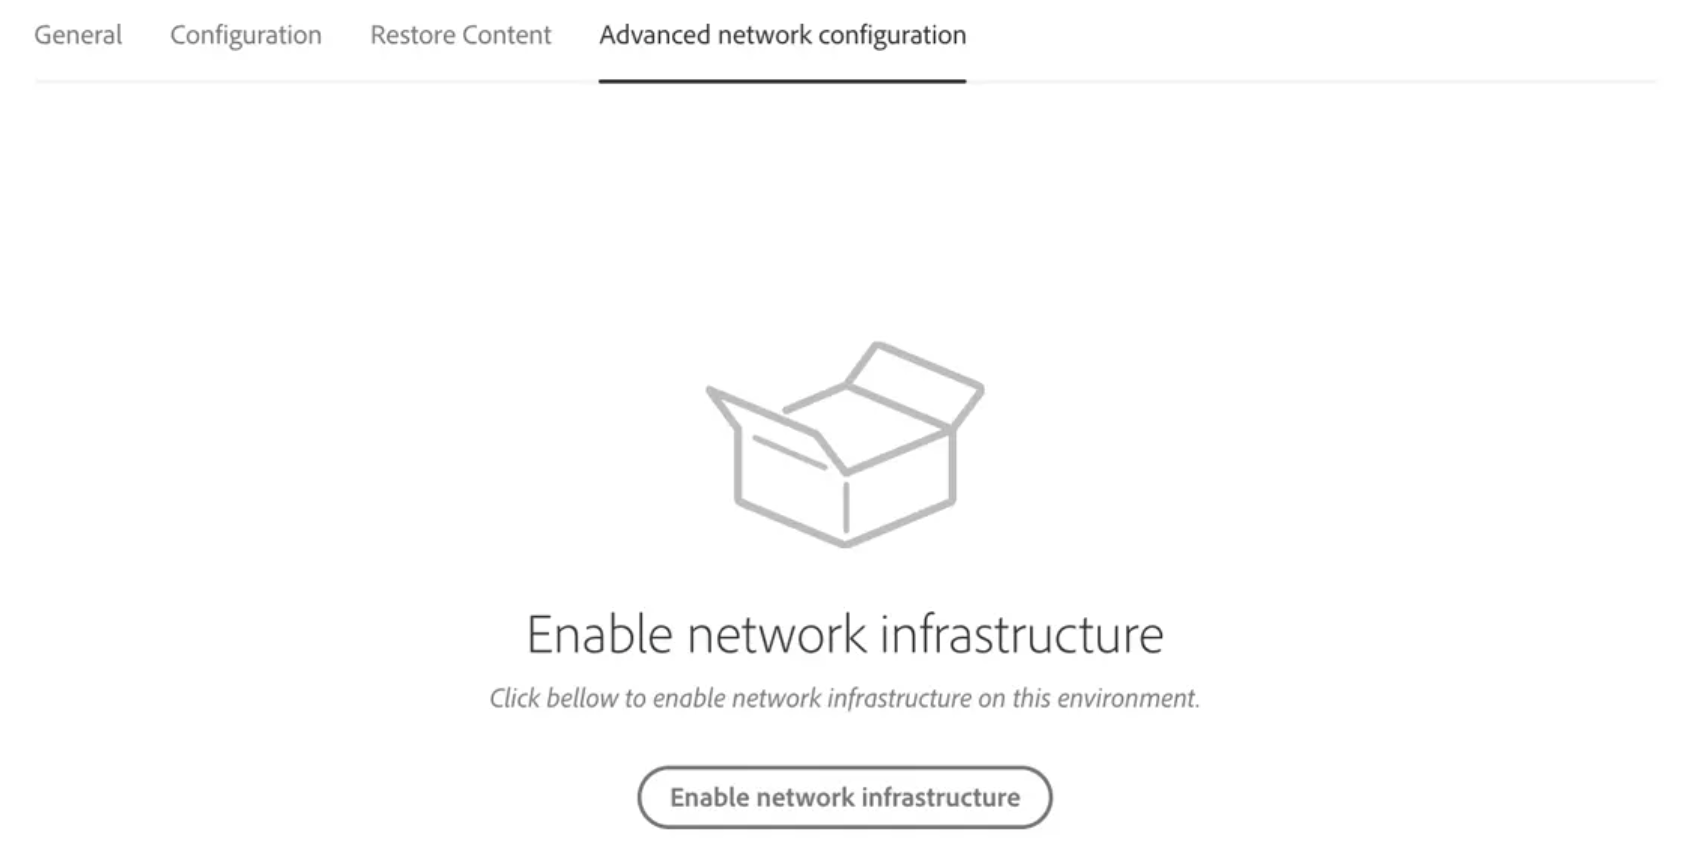 General Configuration Restore Content Advanced network configuration
Enable network infrastructure
Click bellow to enable network infrastructure on this environment.
Enable network infrastructure